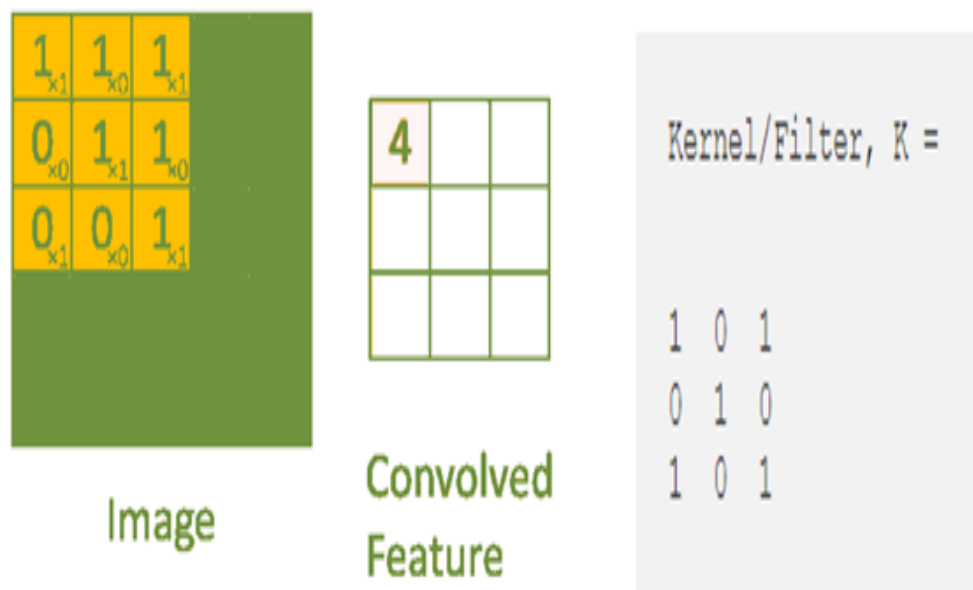 1×1 1×0 1×1
0×0 1×1 1×0
0×1 0×0 1×1
Image
4
Convolved
Feature
Kernel/Filter, K =
1 0 1
0 1 0
1 0 1